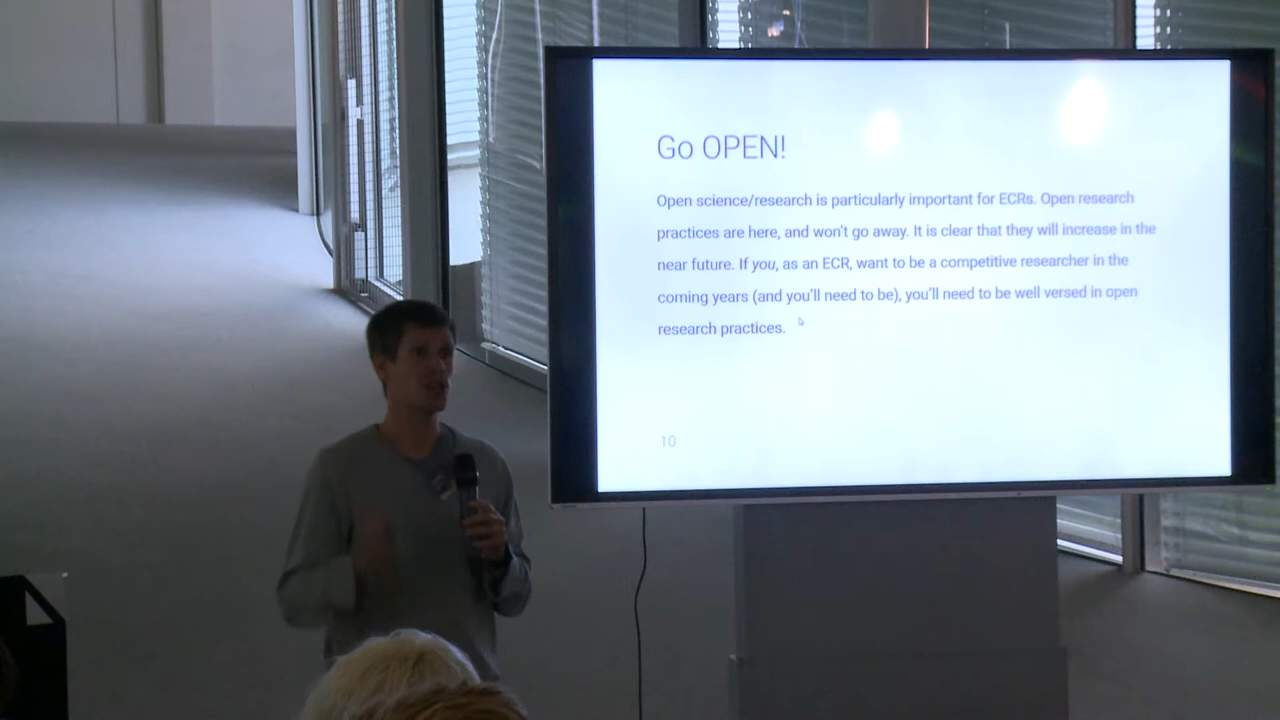 Go OPEN!
Open science/research is particularly important for ECRs. Open research
practices are here, and won't go away. It is clear that they will increase in the
near future. If you, as an ECR, want to be a competitive researcher in the
coming years (and you'll need to be), you'll need to be well versed in open
research practices.
10